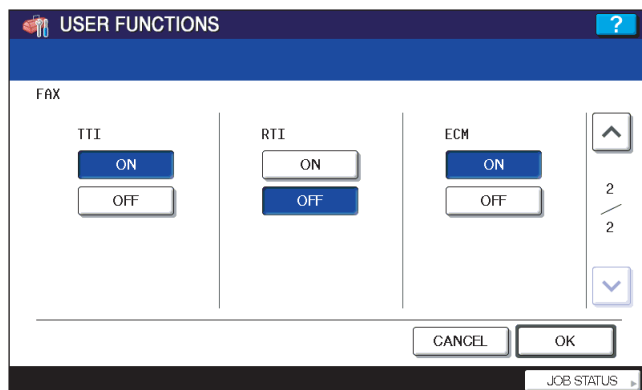 USER FUNCTIONS ?
FAX
TTI RTI ECM
ON ON ON
OFF OFF OFF
2
/
2
CANCEL OK
JOB STATUS